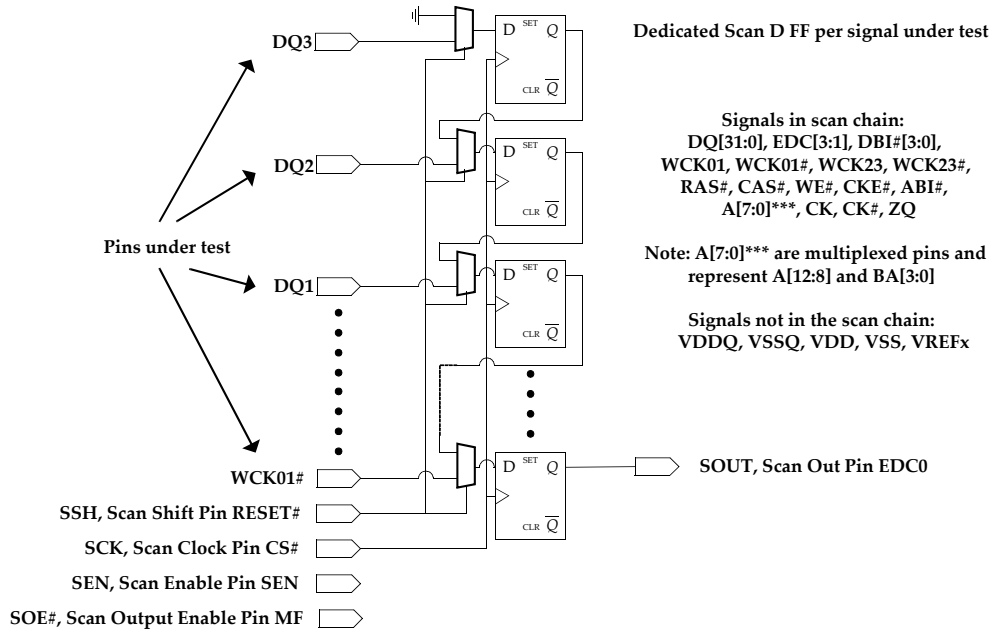 DQ3
D SET Q
CLR Q
Dedicated Scan D FF per signal under test
DQ2
D SET Q
CLR Q
Signals in scan chain:
DQ[31:0], EDC[3:1], DBI#[3:0],
WCK01, WCK01#, WCK23, WCK23#,
RAS#, CAS#, WE#, CKE#, ABI#,
A[7:0]***, CK, CK#, ZQ
Pins under test
Note: A[7:0]*** are multiplexed pins and
represent A[12:8] and BA[3:0]
DQ1
D SET Q
CLR Q
Signals not in the scan chain:
VDDQ, VSSQ, VDD, VSS, VREFx
WCK01#
D SET Q
CLR Q
SOUT, Scan Out Pin EDC0
SSH, Scan Shift Pin RESET#
SCK, Scan Clock Pin CS#
SEN, Scan Enable Pin SEN
SOE#, Scan Output Enable Pin MF